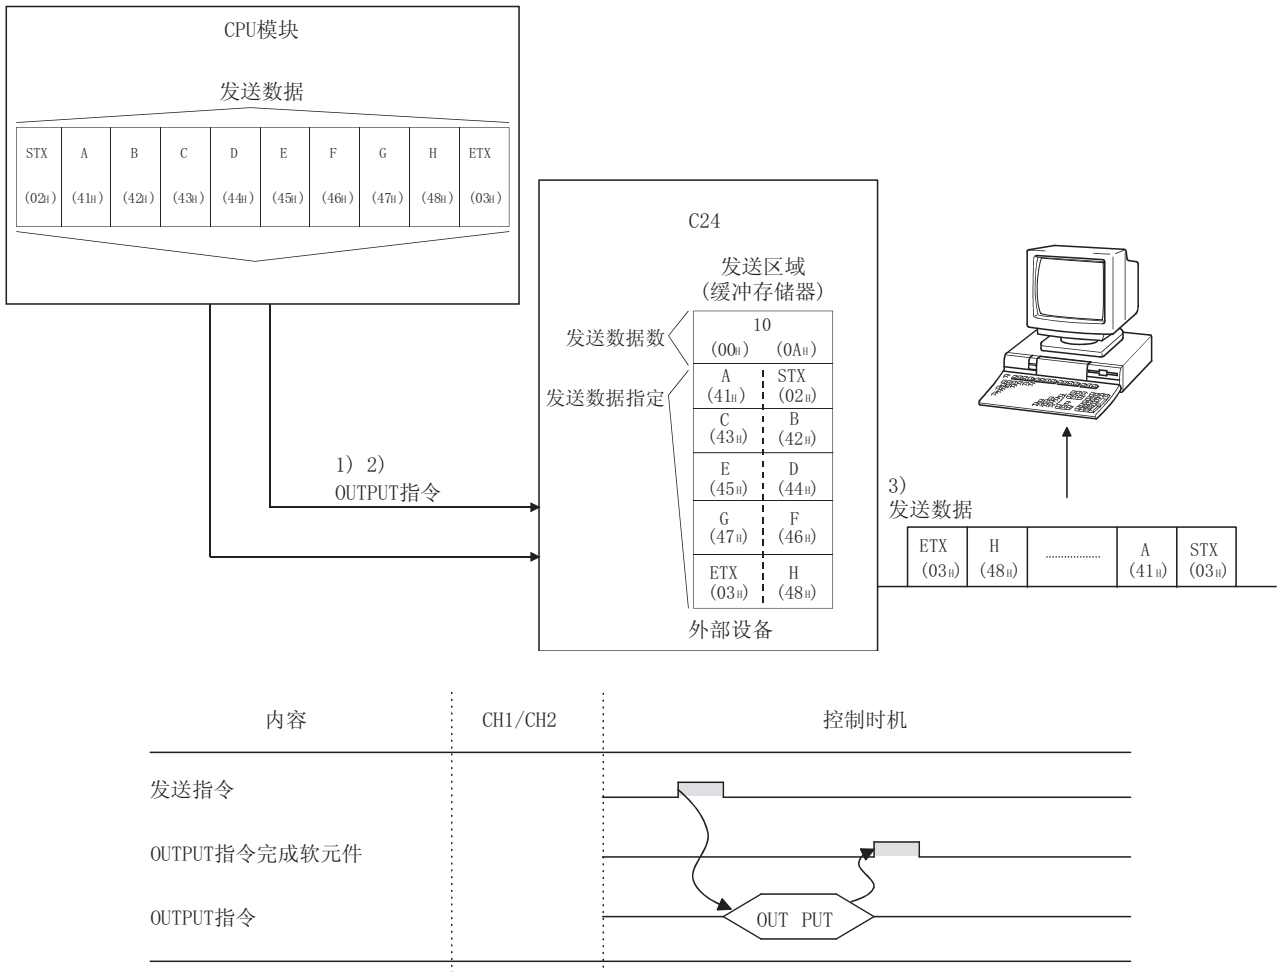 CPU模块
发送数据
STX A B C D E F G H ETX
(02H) (41H) (42H) (43H) (44H) (45H) (46H) (47H) (48H) (03H)
C24
发送区域
(缓冲存储器)
发送数据数
10
(00H) (0AH)
发送数据指定
A STX
(41H) (02H)
C B
(43H) (42H)
E D
(45H) (44H)
G F
(47H) (46H)
ETX H
(03H) (48H)
外部设备
1) 2)
OUTPUT指令
3)
发送数据
ETX H ................... A STX
(03H) (48H) (41H) (03H)
内容 CH1/CH2 控制时机
发送指令
OUTPUT指令完成软元件
OUTPUT指令
OUT PUT